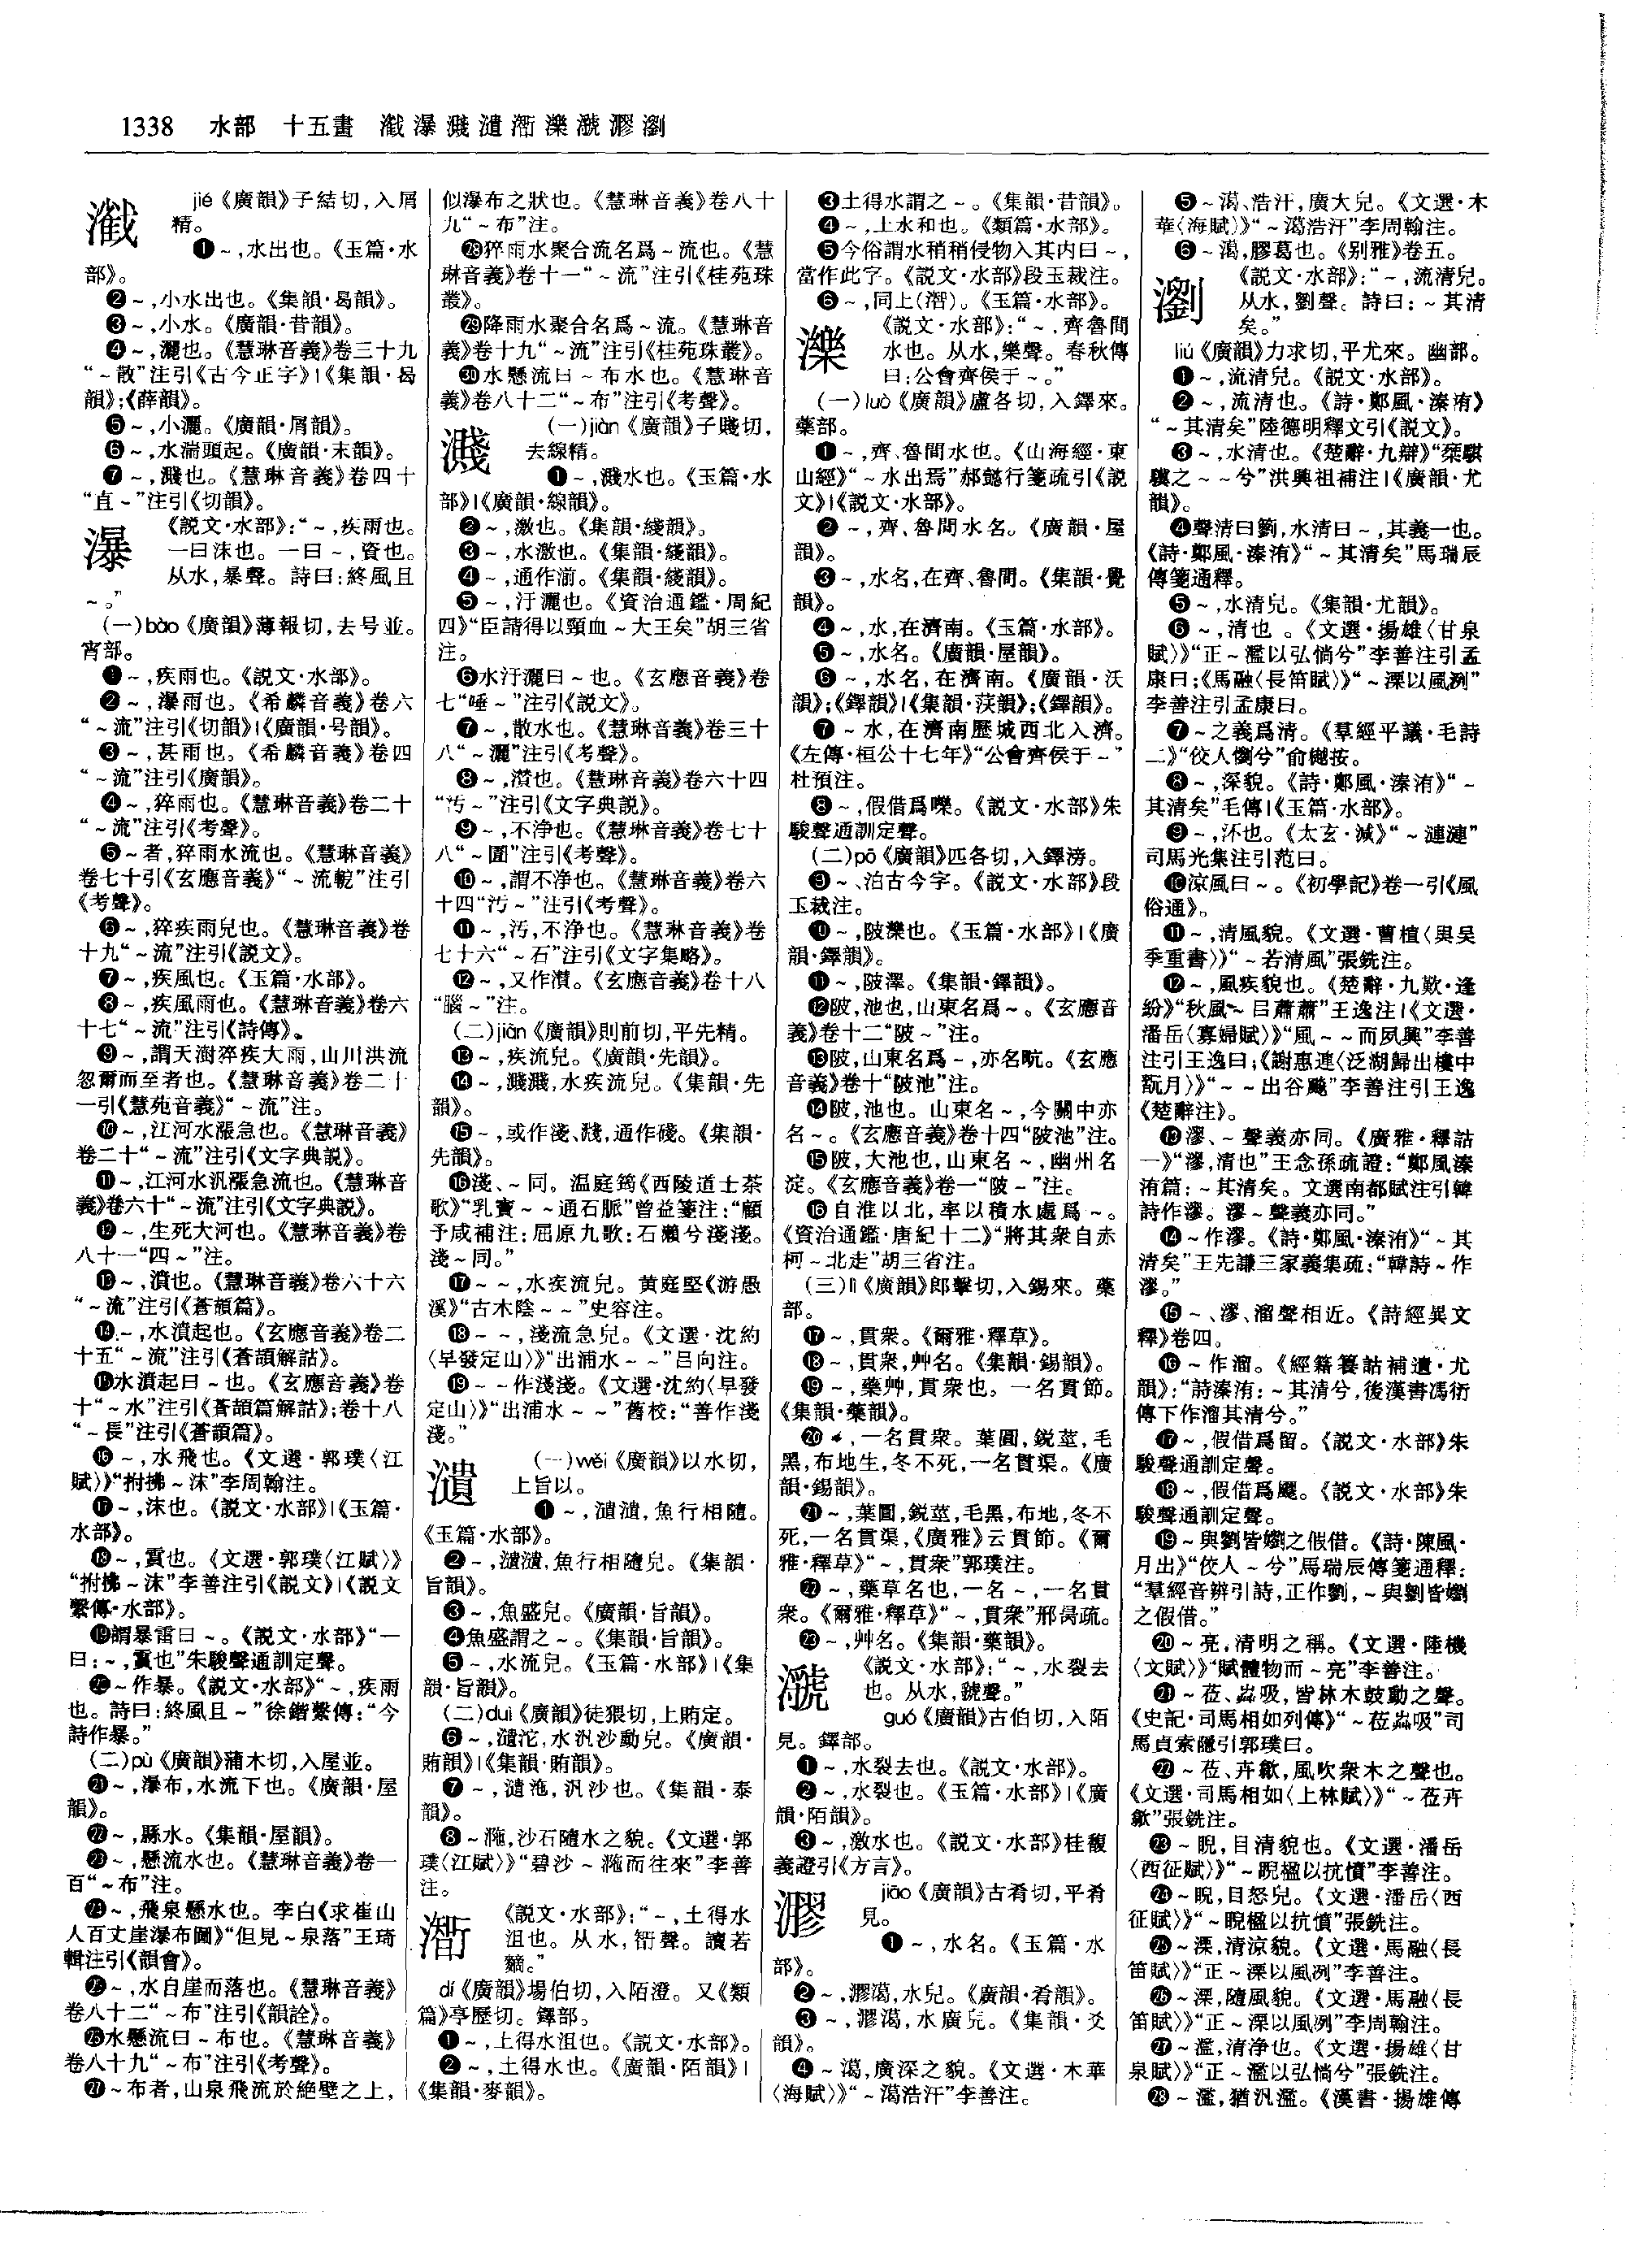 1338 水部 十五畫 㶅瀑濺瀢㵽濼㶁漻瀏
jié《廣韻》子結切,入屑
精。
❶~,水出也。《玉篇·水
部》。
❷~,小水出也。《集韻·曷韻》。
❸~,小水。《廣韻·昔韻》。
❹~,灑也。《慧琳音義》卷三十九
“~散”注引《古今正字》|《集韻·曷
韻》;《薛韻》。
❺~,小灑。《廣韻·屑韻》。
❻~,水湍頭起。《廣韻·末韻》。
❼~,濺也。《慧琳音義》卷四十
“直~”注引《切韻》。
瀑
《説文·水部》:“~,疾雨也。
一曰沫也。一曰~,資也。
从水,暴聲。詩曰:終風且
~。”
(一)bào《廣韻》薄報切,去号並。
宵部。
❶~,疾雨也。《説文·水部》。
❷~,瀑雨也。《希麟音義》卷六
“~流”注引《切韻》|《廣韻·号韻》。
❸~,甚雨也。《希麟音義》卷四
“~流”注引《廣韻》。
❹~,猝雨也。《慧琳音義》卷二十
“~流”注引《考聲》。
❺~者,猝雨水流也。《慧琳音義》
卷七十引《玄應音義》“~流輗”注引
《考聲》。
❻~,猝疾雨皃也。《慧琳音義》卷
十九“~流”注引《説文》。
❼~,疾風也。《玉篇·水部》。
❽~,疾風雨也。《慧琳音義》卷六
十七“~流”注引《詩傳》。
❾~,謂天澍猝疾大雨,山川洪流
忽爾而至者也。《慧琳音義》卷二十
一引《慧苑音義》“~流”注。
❿~,江河水漲急也。《慧琳音義》
卷二十“~流”注引《文字典説》。
⓫~,江河水汎漲急流也。《慧琳音
義》卷六十“~流”注引《文字典説》。
⓬~,生死大河也。《慧琳音義》卷
八十一“四~”注。
⓭~,濆也。《慧琳音義》卷六十六
“~流”注引《蒼頡篇》。
⓮~,水濆起也。《玄應音義》卷二
十五“~流”注引《蒼頡解詁》。
⓯水濆起曰~也。《玄應音義》卷
十“~水”注引《蒼頡篇解詁》;卷十八
“~長”注引《蒼頡篇》。
⓰~,水飛也。《文選·郭璞〈江
賦〉》“拊拂~沫”李周翰注。
⓱~,沫也。《説文·水部》|《玉篇·
水部》。
⓲~,霣也。《文選·郭璞〈江賦〉》
“拊拂~沫”李善注引《説文》|《説文
繫傳·水部》。
⓳謂暴雷曰~。《説文·水部》“一
曰:~,霣也”朱駿聲通訓定聲。
⓴~作暴。《説文·水部》“~,疾雨
也。詩曰:終風且~”徐鍇繫傳:“今
詩作暴。”
(二)pù《廣韻》蒲木切,入屋並。
㉑~,瀑布,水流下也。《廣韻·屋
韻》。
㉒~,縣水。《集韻·屋韻》。
㉓~,懸流水也。《慧琳音義》卷一
百“~布”注。
㉔~,飛泉懸水也。李白《求崔山
人百丈崖瀑布圖》“但見~泉落”王琦
輯注引《韻會》。
㉕~,水自崖而落也。《慧琳音義》
卷八十二“~布”注引《韻詮》。
㉖水懸流曰~布也。《慧琳音義》
卷八十九“~布”注引《考聲》。
㉗~布者,山泉飛流於絶壁之上,
似瀑布之狀也。《慧琳音義》卷八十
九“~布”注。
㉘猝雨水聚合流名爲~流也。《慧
琳音義》卷十一“~流”注引《桂苑珠
叢》。
㉙降雨水聚合名爲~流。《慧琳音
義》卷十九“~流”注引《桂苑珠叢》。
㉚水懸流曰~布水也。《慧琳音
義》卷八十二“~布”注引《考聲》。
濺
(一)jiàn《廣韻》子賤切,
去線精。
❶~,濺水也。《玉篇·水
部》|《廣韻·線韻》。
❷~,激也。《集韻·綫韻》。
❸~,水激也。《集韻·綫韻》。
❹~,通作湔。《集韻·綫韻》。
❺~,汙灑也。《資治通鑑·周紀
四》“臣請得以頸血~大王矣”胡三省
注。
❻水汙灑曰~也。《玄應音義》卷
七“唾~”注引《説文》。
❼~,散水也。《慧琳音義》卷三十
八“~灑”注引《考聲》。
❽~,濽也。《慧琳音義》卷六十四
“汚~”注引《文字典説》。
❾~,不浄也。《慧琳音義》卷七十
八“~圊”注引《考聲》。
❿~,謂不浄也。《慧琳音義》卷六
十四“汚~”注引《考聲》。
⓫~,汚,不浄也。《慧琳音義》卷
七十六“~石”注引《文字集略》。
⓬~,又作濽。《玄應音義》卷十八
“腦~”注。
(二)jiān《廣韻》則前切,平先精。
⓭~,疾流皃。《廣韻·先韻》。
⓮~,濺濺,水疾流皃。《集韻·先
韻》。
⓯~,或作淺、濺,通作磼。《集韻·
先韻》。
⓰淺、~同。温庭筠《西陵道士茶
歌》“乳竇~~通石脈”曾益箋注:“顧
予咸補注:屈原九歌:石瀨兮淺淺。
淺~同。”
⓱~~,水疾流皃。黄庭堅《游愚
溪》“古木陰~~”史容注。
⓲~~,淺流急皃。《文選·沈約
〈早發定山〉》“出浦水~~”吕向注。
⓳~~作淺淺。《文選·沈約〈早發
定山〉》“出浦水~~”舊校:“善作淺
淺。”
瀢
(一)wěi《廣韻》以水切,
上旨以。
❶~,瀢瀢,魚行相隨。
《玉篇·水部》。
❷~,瀢瀢,魚行相隨皃。《集韻·
旨韻》。
❸~,魚盛皃。《廣韻·旨韻》。
❹魚盛謂之~。《集韻·旨韻》。
❺~,水流皃。《玉篇·水部》|《集
韻·旨韻》。
(二)duì《廣韻》徒猥切,上賄定。
❻~,瀢沱,水汎沙動皃。《廣韻·
賄韻》|《集韻·賄韻》。
❼~,瀢㳸,汎沙也。《集韻·泰
韻》。
❽~㴰,沙石隨水之貌。《文選·郭
璞〈江賦〉》“碧沙~㴰而往來”李善
注。
《説文·水部》:“~,土得水
沮也。从水,䘗聲。讀若
䵂。”
dí《廣韻》場伯切,入陌澄。又《類
篇》亭歷切。鐸部。
❶~,土得水沮也。《説文·水部》。
❷~,土得水也。《廣韻·陌韻》|
《集韻·麥韻》。
❸土得水謂之~。《集韻·昔韻》。
❹~,土水和也。《類篇·水部》。
❺今俗謂水稍稍侵物入其内曰~,
當作此字。《説文·水部》段玉裁注。
❻~,同上(㵽)。《玉篇·水部》。
濼
《説文·水部》:“~,齊魯間
水也。从水,樂聲。春秋傳
曰:公會齊侯于~。”
(一)luò《廣韻》盧各切,入鐸來。
藥部。
❶~,齊、魯間水也。《山海經·東
山經》“~水出焉”郝懿行箋疏引《説
文》|《説文·水部》。
❷~,齊、魯間水名。《廣韻·屋
韻》。
❸~,水名,在齊、魯間。《集韻·覺
韻》。
❹~,水,在濟南。《玉篇·水部》。
❺~,水名。《廣韻·屋韻》。
❻~,水名,在濟南。《廣韻·沃
韻》;《鐸韻》|《集韻·茯韻》;《鐸韻》。
❼~水,在濟南歷城西北入濟。
《左傳·桓公十七年》“公會齊侯于~”
杜預注。
❽~,假借爲㗱。《説文·水部》朱
駿聲通訓定聲。
(二)pō《廣韻》匹各切,入鐸滂。
❾~、泊古今字。《説文·水部》段
玉裁注。
❿~,陂濼也。《玉篇·水部》|《廣
韻·鐸韻》。
⓫~,陂澤。《集韻·鐸韻》。
⓬陂,池也,山東名爲~。《玄應音
義》卷十二“陂~”注。
⓭陂,山東名爲~,亦名䀪。《玄應
音義》卷十“陂池”注。
⓮陂,池也。山東名~,今關中亦
名~。《玄應音義》卷十四“陂池”注。
⓯陂,大池也,山東名~,幽州名
淀。《玄應音義》卷一“陂~”注。
⓰自淮以北,率以積水處爲~。
《資治通鑑·唐紀十二》“將其衆自赤
柯~北走”胡三省注。
(三)lì《廣韻》郎擊切,入錫來。藥
部。
⓱~,貫衆。《爾雅·釋草》。
⓲~,貫衆,艸名。《集韻·錫韻》。
⓳~,藥艸,貫衆也。一名貫節。
《集韻·藥韻》。
⓴~,一名貫衆。葉圓,鋭莖,毛
黑,布地生,冬不死,一名貫渠。《廣
韻·錫韻》。
㉑~,葉圓,鋭莖,毛黑,布地,冬不
死,一名貫渠,《廣雅》云貫節。《爾
雅·釋草》“~,貫衆”郭璞注。
㉒~,藥草名也,一名~,一名貫
衆。《爾雅·釋草》“~,貫衆”邢昺疏。
㉓~,艸名。《集韻·藥韻》。
㶁
《説文·水部》:“~,水裂去
也。从水,虢聲。”
guó《廣韻》古伯切,入陌
見。鐸部。
❶~,水裂去也。《説文·水部》。
❷~,水裂也。《玉篇·水部》|《廣
韻·陌韻》。
❸~,激水也。《説文·水部》桂馥
義證引《方言》。
jiāo《廣韻》古肴切,平肴
見。
❶~,水名。《玉篇·水
部》。
❷~,㶀㵧,水皃。《廣韻·肴韻》。
❸~,㶀㵧,水廣皃。《集韻·爻
韻》。
❹~㵧,廣深之貌。《文選·木華
〈海賦〉》“~㵧浩汗”李善注。
❺~㵧、浩汗,廣大皃。《文選·木
華〈海賦〉》“~㵧浩汗”李周翰注。
❻~㵧,膠葛也。《别雅》卷五。
瀏
《説文·水部》:“~,流清皃。
从水,劉聲。詩曰:~其清
矣。”
liú《廣韻》力求切,平尤來。幽部。
❶~,流清皃。《説文·水部》。
❷~,流清也。《詩·鄭風·溱洧》
“~其清矣”陸德明釋文引《説文》。
❸~,水清也。《楚辭·九辯》“乘騏
驥之~~兮”洪興祖補注|《廣韻·尤
韻》。
❹聲清曰劉,水清曰~,其義一也。
《詩·鄭風·溱洧》“~其清矣”馬瑞辰
傳箋通釋。
❺~,水清皃。《集韻·尤韻》。
❻~,清也。《文選·揚雄〈甘泉
賦〉》“正~濫以弘惝兮”李善注引孟
康曰;《馬融〈長笛賦〉》“~溧以風冽”
李善注引孟康曰。
❼~之義爲清。《羣經平議·毛詩
二》“佼人懰兮”俞樾按。
❽~,深貌。《詩·鄭風·溱洧》“~
其清矣”毛傳|《玉篇·水部》。
❾~,沶也。《太玄·減》“~漣漣”
司馬光集注引范曰。
❿凉風曰~。《初學記》卷一引《風
俗通》。
⓫~,清風貌。《文選·曹植〈與吴
季重書〉》“~若清風”張銑注。
⓬~,風疾貌也。《楚辭·九歎·逢
紛》“秋風~㠯蕭蕭”王逸注|《文選·
潘岳〈寡婦賦〉》“風~~而夙興”李善
注引王逸曰;《謝惠連〈泛湖歸出樓中
翫月〉》“~~出谷飈”李善注引王逸
《楚辭注》。
⓭漻、~聲義亦同。《廣雅·釋詁
一》“漻,清也”王念孫疏證:“鄭風溱
洧篇:~其清矣。文選南都賦注引韓
詩作漻。漻~聲義亦同。”
⓮~作漻。《詩·鄭風·溱洧》“~其
清矣”王先謙三家義集疏:“韓詩~作
漻。”
⓯~、漻、溜聲相近。《詩經異文
釋》卷四。
⓰~作溜。《經籍籑詁補遺·尤
韻》:“詩溱洧:~其清兮,後漢書馮衍
傳下作溜其清兮。”
⓱~,假借爲留。《説文·水部》朱
駿聲通訓定聲。
⓲~,假借爲飂。《説文·水部》朱
駿聲通訓定聲。
⓳~與劉皆嬼之假借。《詩·陳風·
月出》“佼人~兮”馬瑞辰傳箋通釋:
“羣經音辨引詩,正作劉,~與劉皆嬼
之假借。”
⓴~亮,清明之稱。《文選·陸機
〈文賦〉》“賦體物而~亮”李善注。
㉑~莅、芔吸,皆林木鼓動之聲。
《史記·司馬相如列傳》“~莅芔吸”司
馬貞索隱引郭璞曰。
㉒~莅、卉歙,風吹衆木之聲也。
《文選·司馬相如〈上林賦〉》“~莅卉
歙”張銑注。
㉓~睨,目清貌也。《文選·潘岳
〈西征賦〉》“~睨楹以抗憤”李善注。
㉔~睨,目怒皃。《文選·潘岳〈西
征賦〉》“~睨楹以抗憤”張銑注。
㉕~溧,清凉貌。《文選·馬融〈長
笛賦〉》“正~溧以風冽”李善注。
㉖~溧,隨風貌。《文選·馬融〈長
笛賦〉》“正~溧以風冽”李周翰注。
㉗~濫,清浄也。《文選·揚雄〈甘
泉賦〉》“正~濫以弘惝兮”張銑注。
㉘~濫,猶汎濫。《漢書·揚雄傳